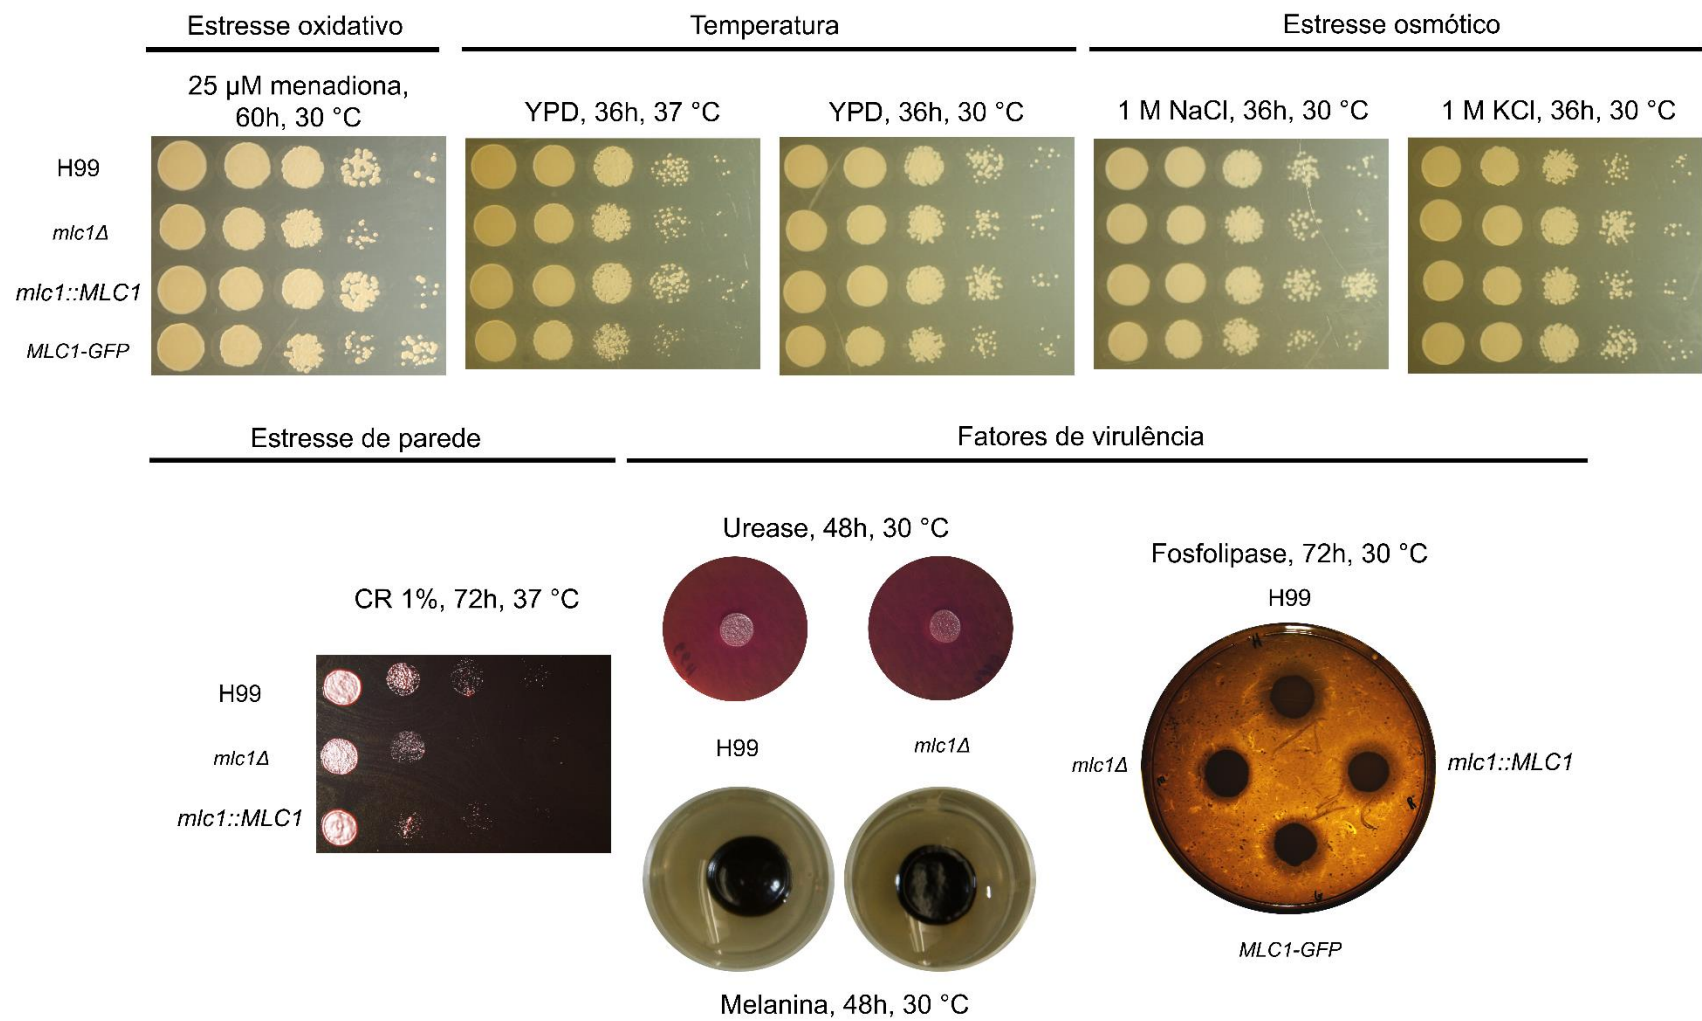 Estresse oxidativo
Temperatura
Estresse osmótico
25 µM menadiona,
60h, 30 °C
YPD, 36h, 37 °C
YPD, 36h, 30 °C
1 M NaCl, 36h, 30 °C
1 M KCl, 36h, 30 °C
H99
mlc1Δ
mlc1::MLC1
MLC1-GFP
Estresse de parede
Fatores de virulência
CR 1%, 72h, 37 °C
H99
mlc1Δ
mlc1::MLC1
Urease, 48h, 30 °C
H99
mlc1Δ
Melanina, 48h, 30 °C
Fosfolipase, 72h, 30 °C
H99
mlc1Δ
mlc1::MLC1
MLC1-GFP
H99
H
R
G